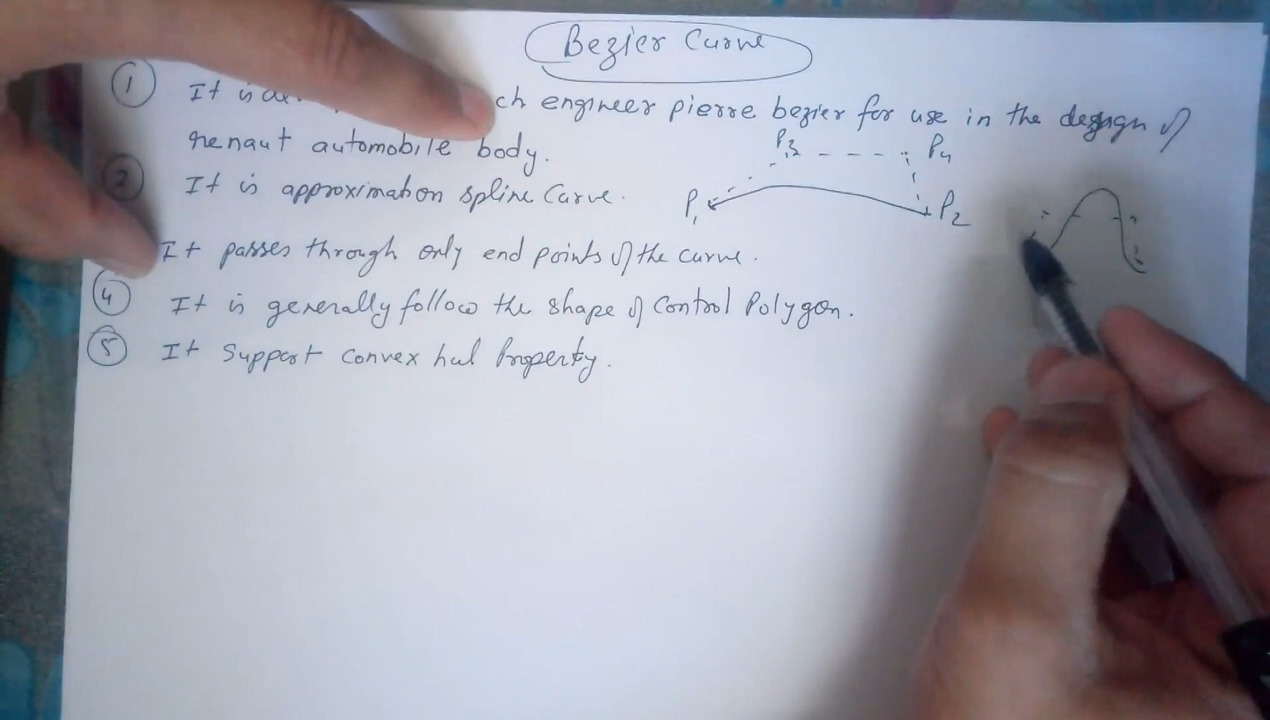 Bezier Curve
① It is ch engineer pierre bezier for use in the design of
renaut automobile body.
P3 P4
② It is approximation spline Curve.
P1 P2
It passes through only end points of the curve.
④ It is generally follow the shape of Control Polygon.
⑤ It Support Convex hul Property.